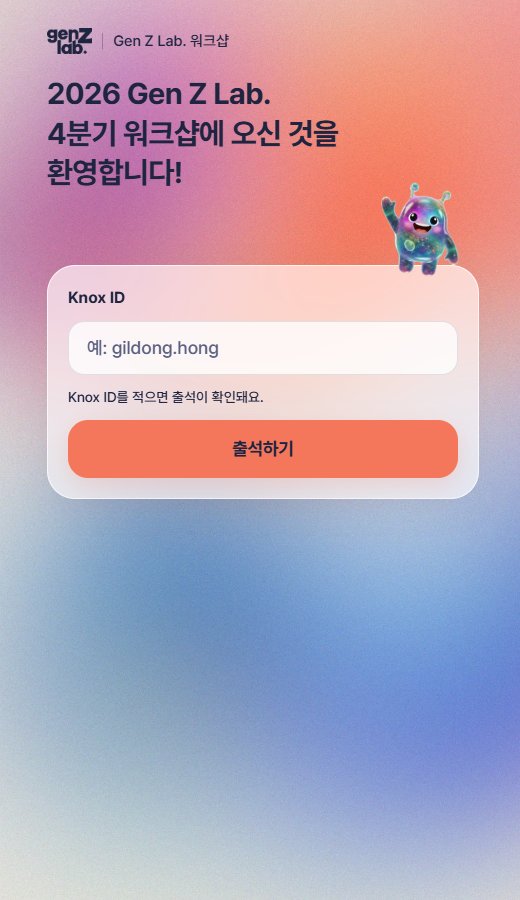 genZ
lab.
Gen Z Lab. 워크샵
2026 Gen Z Lab.
4분기 워크샵에 오신 것을
환영합니다!
Knox ID
예: gildong.hong
Knox ID를 적으면 출석이 확인돼요.
출석하기